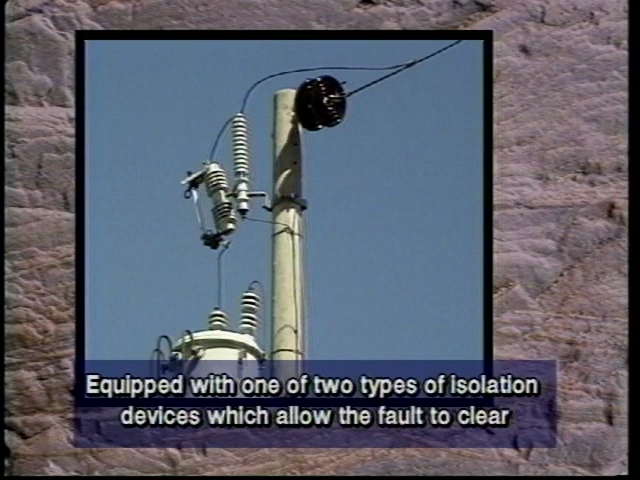 Equipped with one of two types of isolation
devices which allow the fault to clear